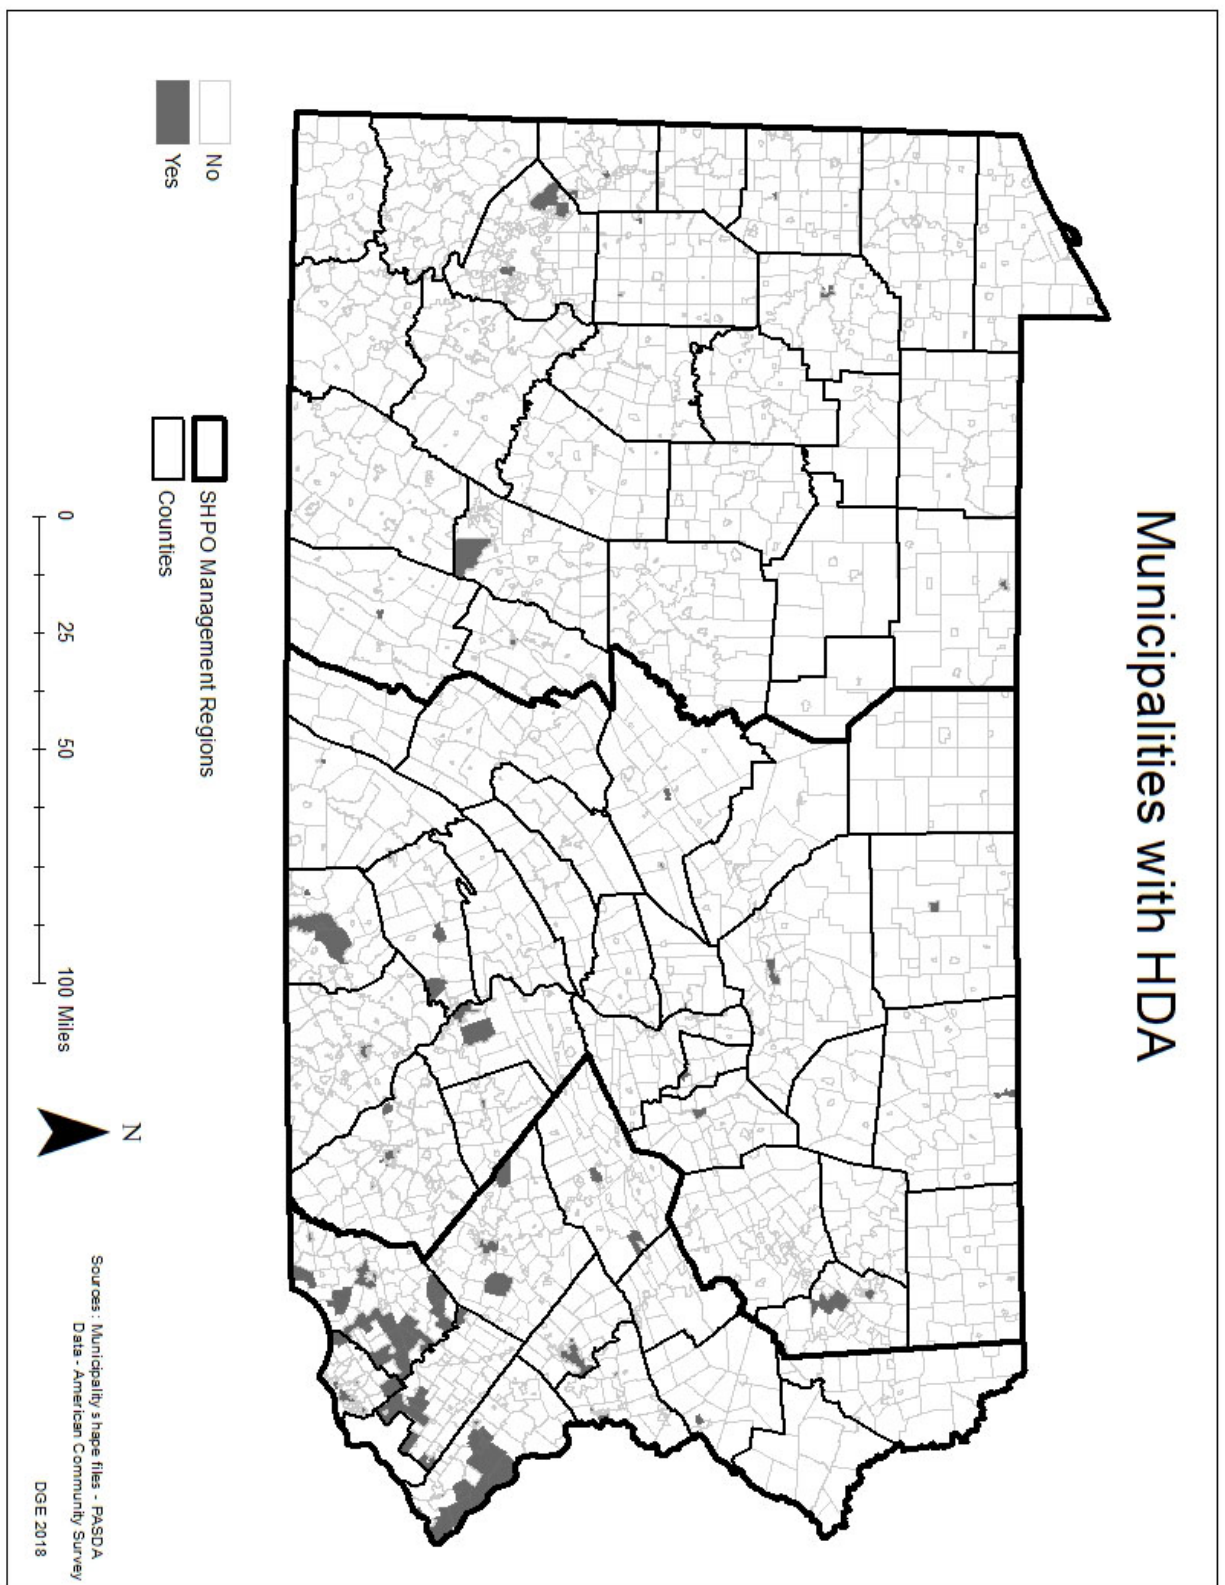 Municipalities with HDA
No
Yes
SHPO Management Regions
Counties
0 25 50 100 Miles
N
Sources: Municipality shape files - PASDA
Data - American Community Survey
DGE 2018